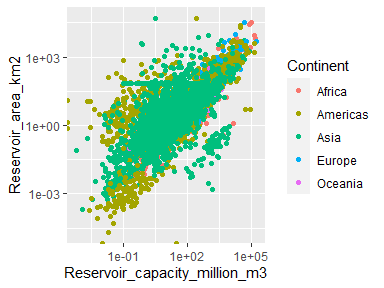 Reservoir_area_km2
1e+03
1e+00
1e-03
1e-01
1e+02
1e+05
Reservoir_capacity_million_m3
Continent
Africa
Americas
Asia
Europe
Oceania